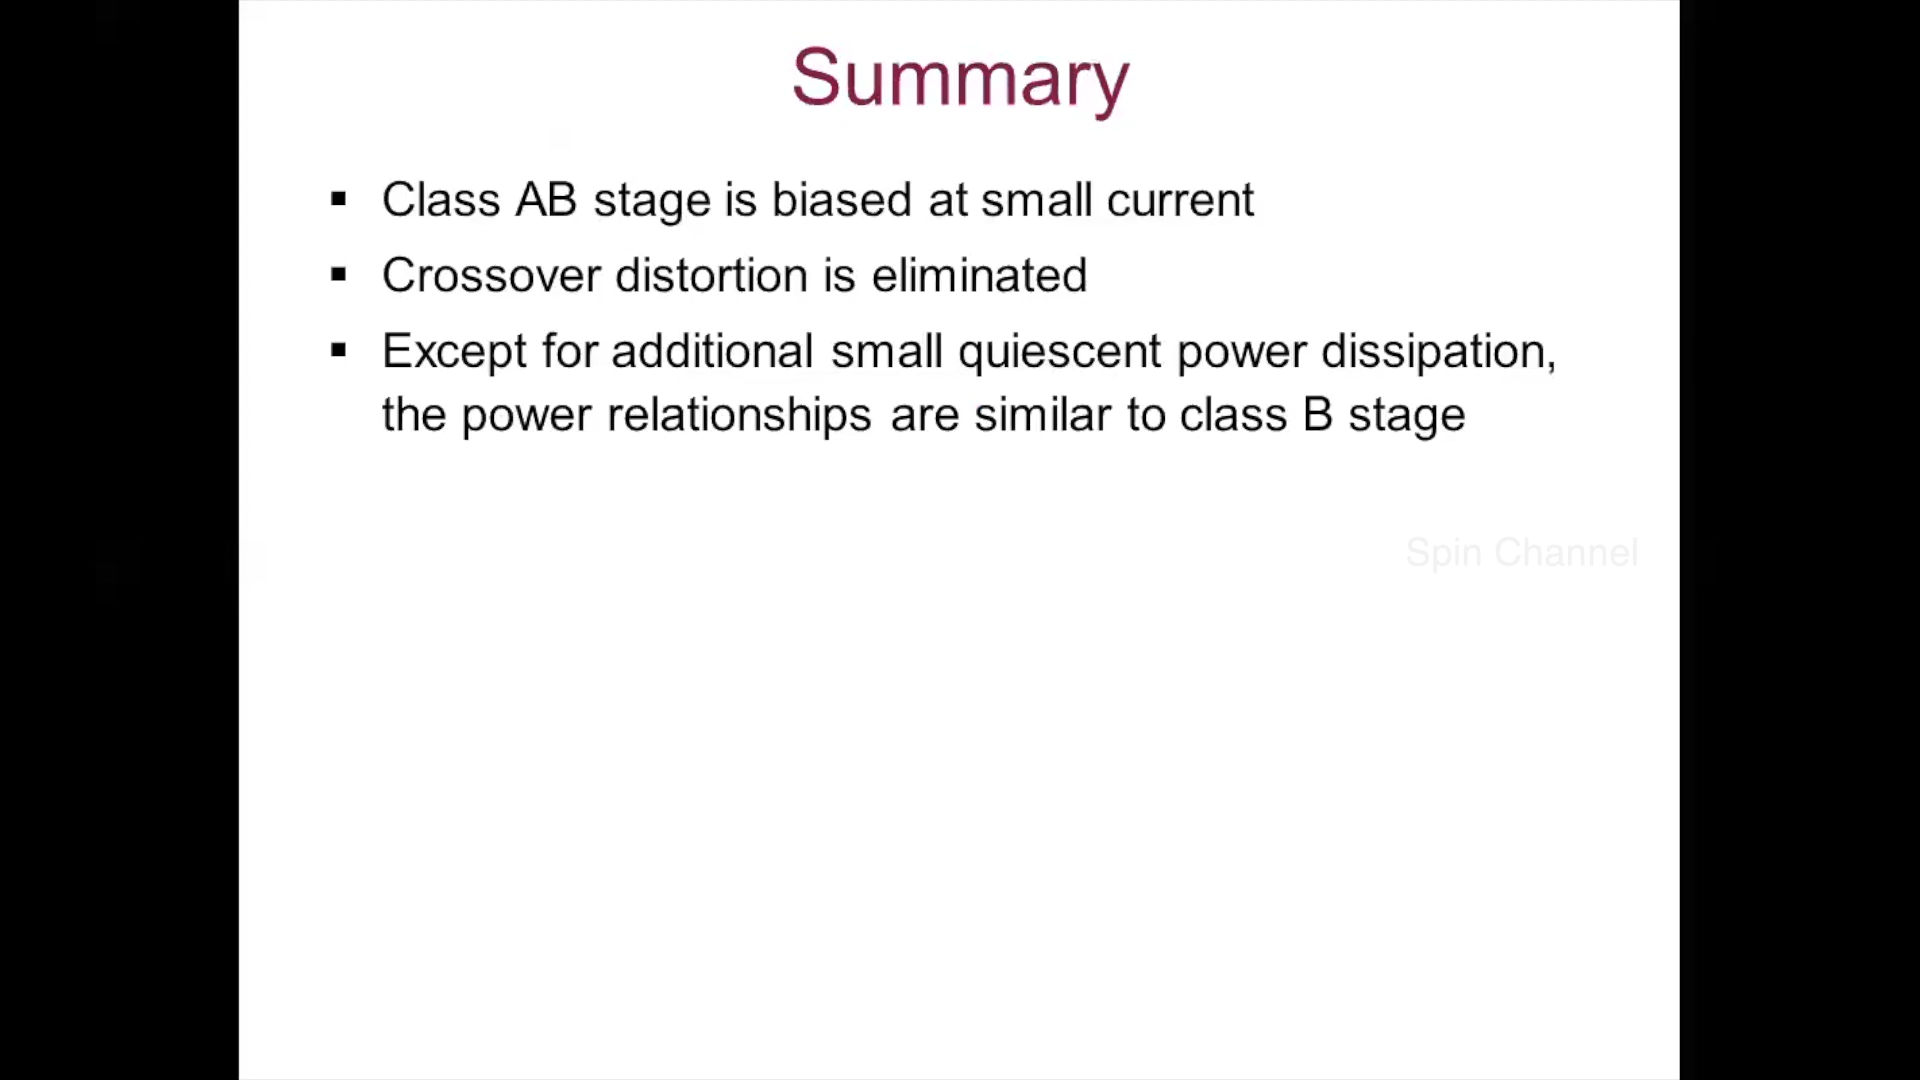 Summary
▪ Class AB stage is biased at small current
▪ Crossover distortion is eliminated
▪ Except for additional small quiescent power dissipation,
the power relationships are similar to class B stage
Spin Channel